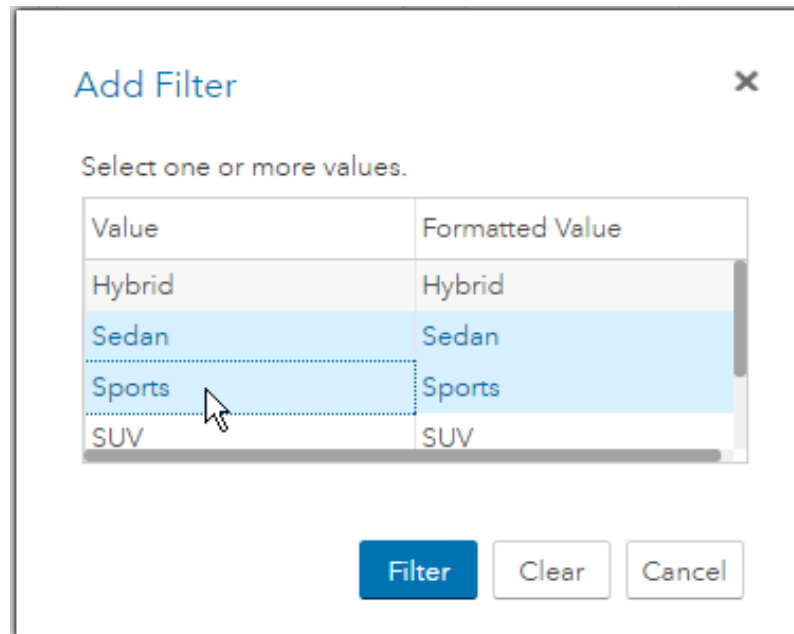 Add Filter
Select one or more values.
Value Formatted Value
Hybrid Hybrid
Sedan Sedan
Sports Sports
SUV SUV
Filter Clear Cancel